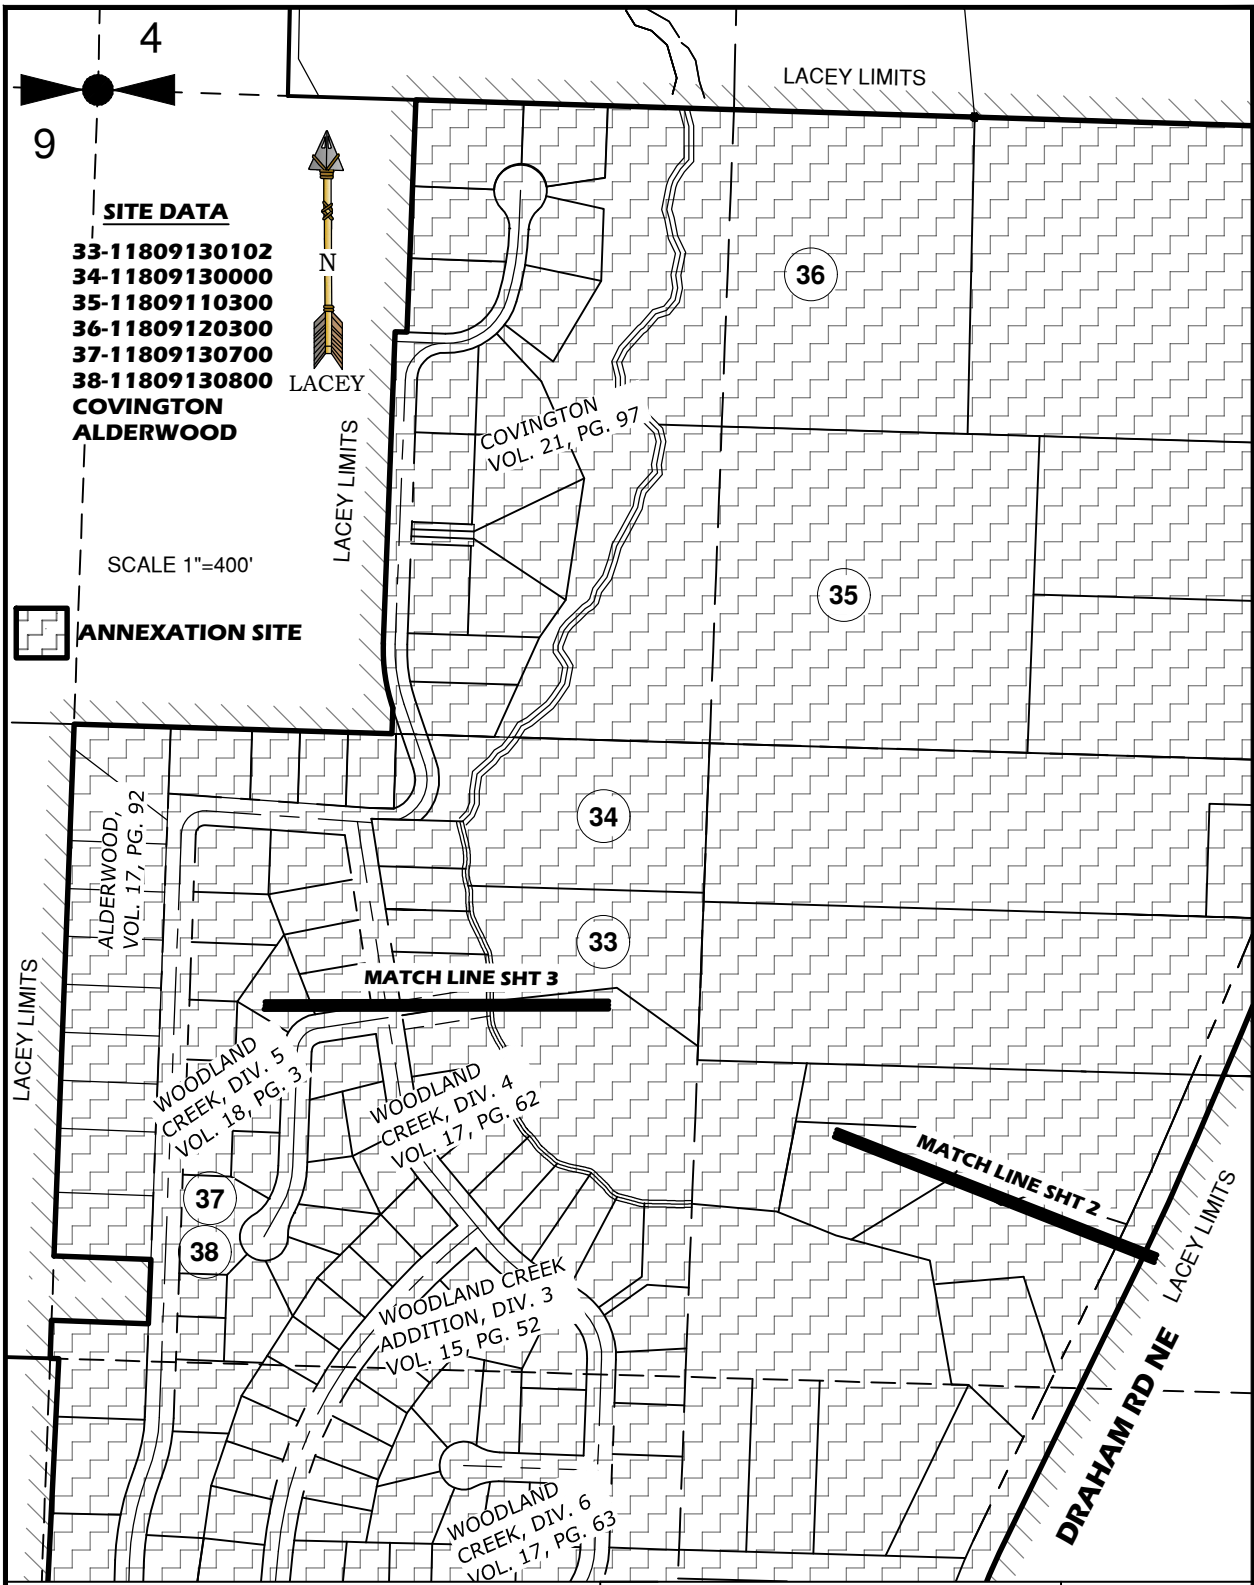 4
LACEY LIMITS
9
SITE DATA
33-11809130102
34-11809130000
35-11809110300
36-11809120300
37-11809130700
38-11809130800
COVINGTON
ALDERWOOD
N
LACEY
36
LACEY LIMITS
COVINGTON
VOL. 21, PG. 97
SCALE 1"=400'
35
ANNEXATION SITE
ALDERWOOD,
VOL. 17, PG. 92
34
33
LACEY LIMITS
MATCH LINE SHT 3
WOODLAND
CREEK, DIV. 5
VOL. 18, PG. 3
WOODLAND
CREEK, DIV. 4
VOL. 17, PG. 62
MATCH LINE SHT 2
LACEY LIMITS
37
38
WOODLAND CREEK
ADDITION, DIV. 3
VOL. 15, PG. 52
DRAHAM RD NE
WOODLAND
CREEK, DIV. 6
VOL. 17, PG. 63